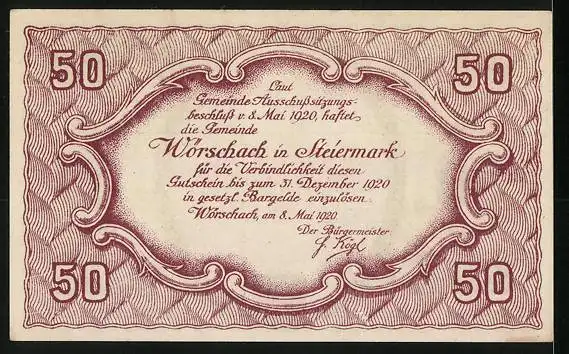 50 50
Laut
Gemeinde-Ausschußsitzungs-
beschluß v. 8. Mai 1920, haftet
die Gemeinde
Wörschach in Steiermark
für die Verbindlichkeit diesen
Gutschein bis zum 31. Dezember 1920
in gesetzl. Bargelde einzulösen.
Wörschach, am 8. Mai 1920.
Der Bürgermeister
J. Kögl
50 50